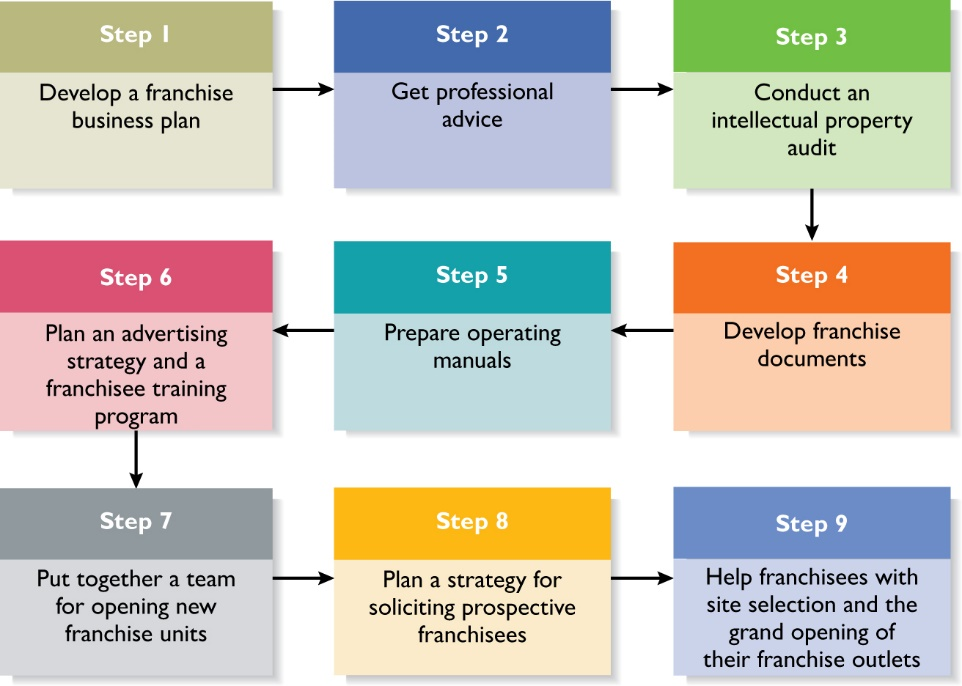 Step 1
Develop a franchise
business plan
Step 2
Get professional
advice
Step 3
Conduct an
intellectual property
audit
Step 4
Develop franchise
documents
Step 5
Prepare operating
manuals
Step 6
Plan an advertising
strategy and a
franchisee training
program
Step 7
Put together a team
for opening new
franchise units
Step 8
Plan a strategy for
soliciting prospective
franchisees
Step 9
Help franchisees with
site selection and the
grand opening of
their franchise outlets